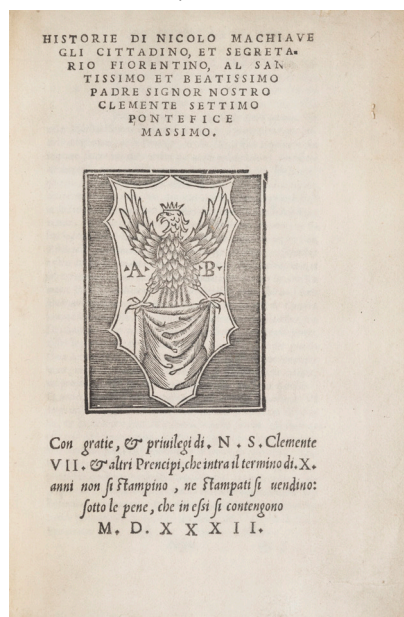 HISTORIE DI NICOLO MACHIAVE
GLI CITTADINO, ET SEGRETA.
RIO FIORENTINO, AL SAN
TISSIMO ET BEATISSIMO
PADRE SIGNOR NOSTRO
CLEMENTE SETTIMO
PONTEFICE
MASSIMO.
·A· ·B·
Con gratie, & priuilegi di. N. S. Clemente
VII. & altri Prencipi, che intra il termino di. X.
anni non ſi ſtampino, ne ſtampati ſi uendino:
ſotto le pene, che in eſsi ſi contengono
M. D. X X X I I.